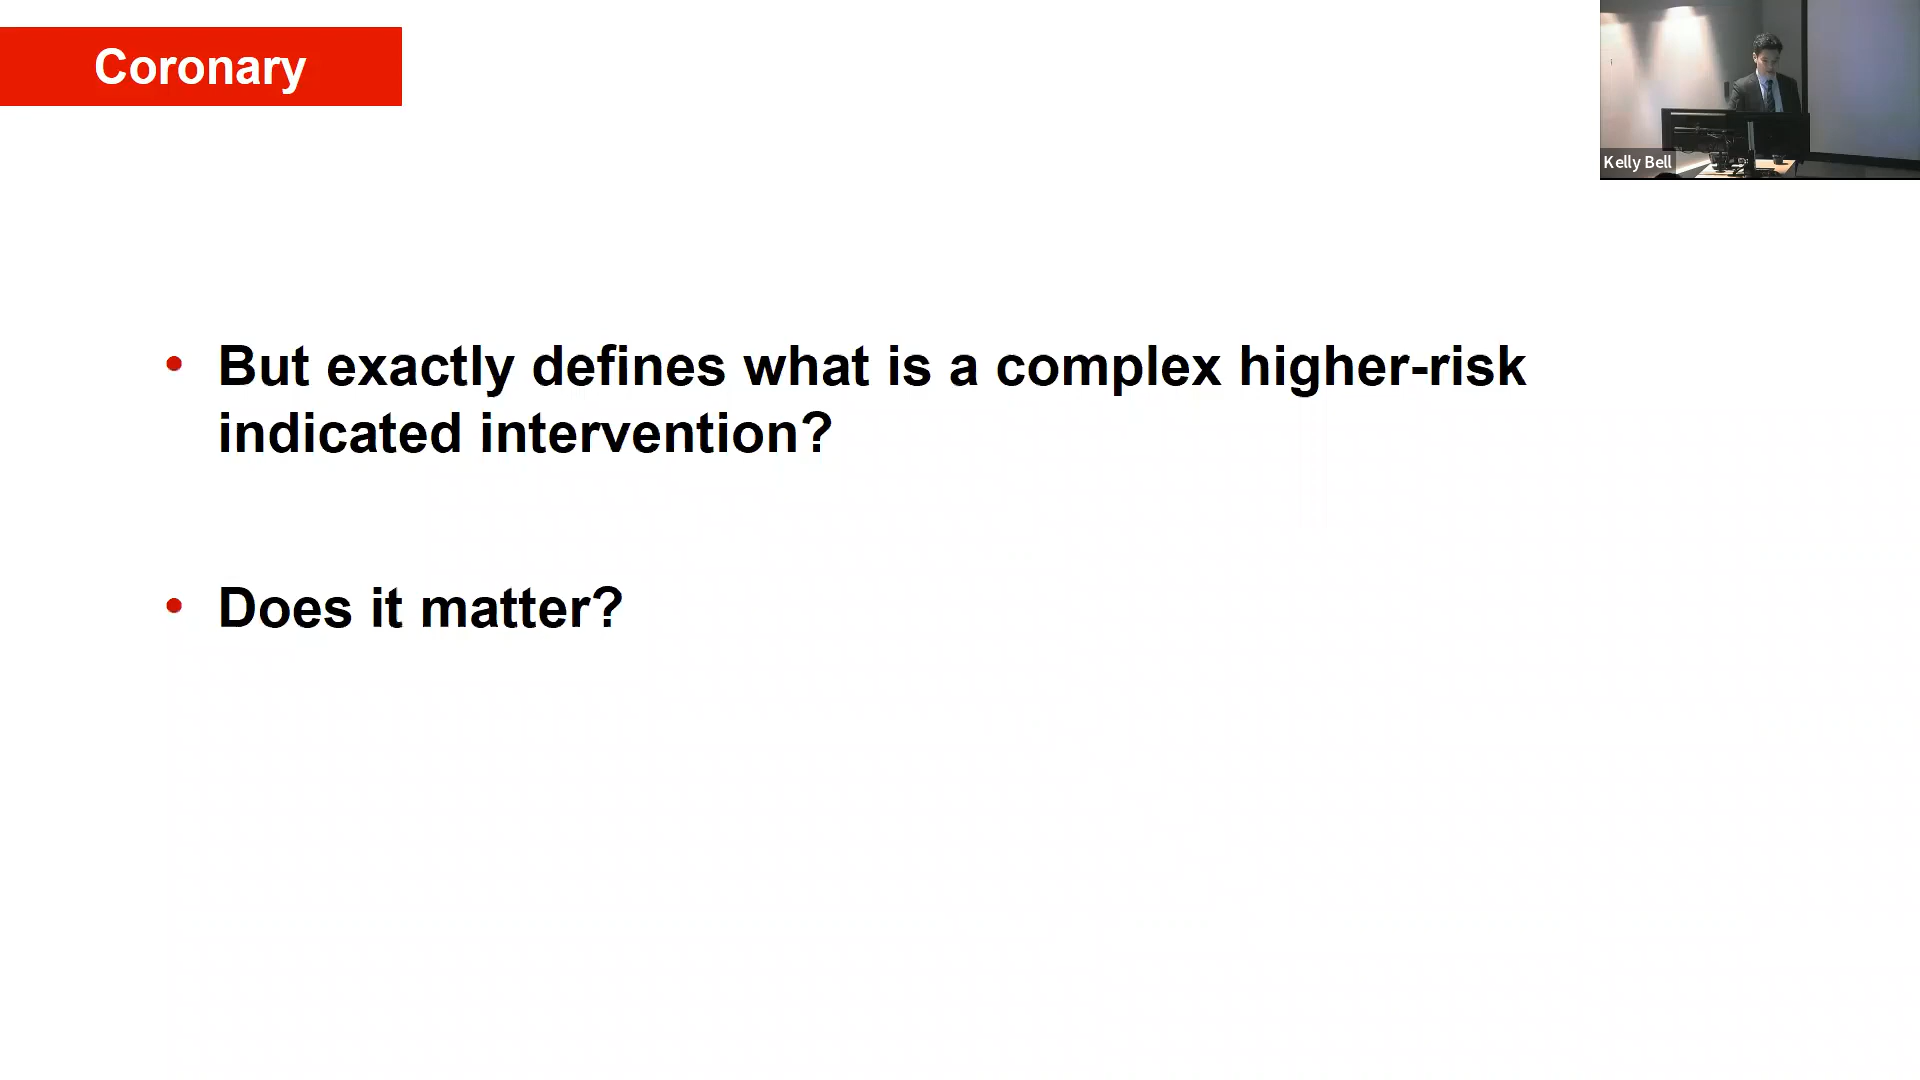 Coronary
Kelly Bell
• But exactly defines what is a complex higher-risk
indicated intervention?
• Does it matter?